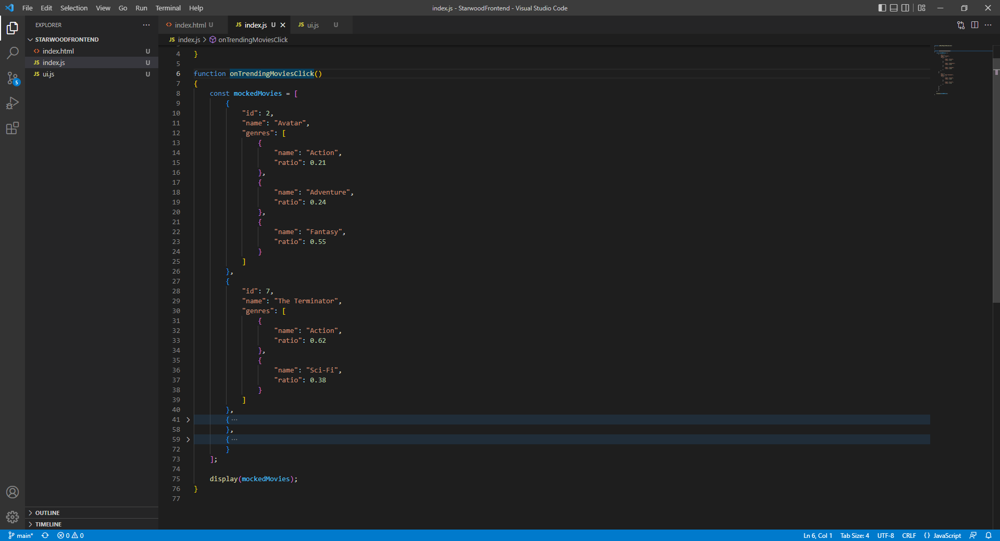 File Edit Selection View Go Run Terminal Help
index.js - StarwoodFrontend - Visual Studio Code
EXPLORER
STARWOODFRONTEND
index.html U
index.js U
ui.js U
index.html U
index.js U
ui.js U
index.js > onTrendingMoviesClick
4 }
5
6 function onTrendingMoviesClick()
7 {
8 const mockedMovies = [
9 {
10 "id": 2,
11 "name": "Avatar",
12 "genres": [
13 {
14 "name": "Action",
15 "ratio": 0.21
16 },
17 {
18 "name": "Adventure",
19 "ratio": 0.24
20 },
21 {
22 "name": "Fantasy",
23 "ratio": 0.55
24 }
25 ]
26 },
27 {
28 "id": 7,
29 "name": "The Terminator",
30 "genres": [
31 {
32 "name": "Action",
33 "ratio": 0.62
34 },
35 {
36 "name": "Sci-Fi",
37 "ratio": 0.38
38 }
39 ]
40 },
41 { ···
58 },
59 { ···
72 }
73 ];
74
75 display(mockedMovies);
76 }
77
5
OUTLINE
TIMELINE
main* 0 0
Ln 6, Col 1 Tab Size: 4 UTF-8 CRLF {} JavaScript